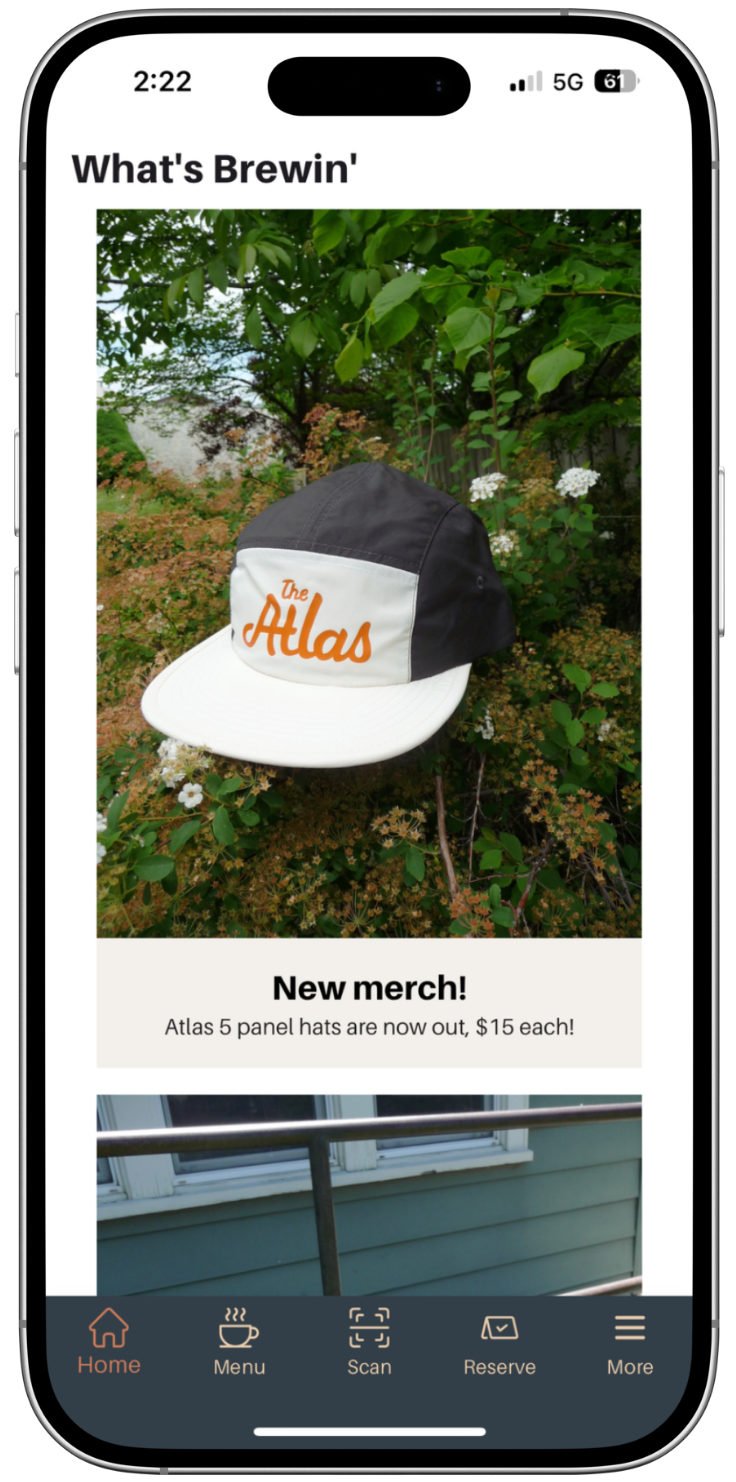 2:22
5G 61
What's Brewin'
The
Atlas
New merch!
Atlas 5 panel hats are now out, $15 each!
Home Menu Scan Reserve More